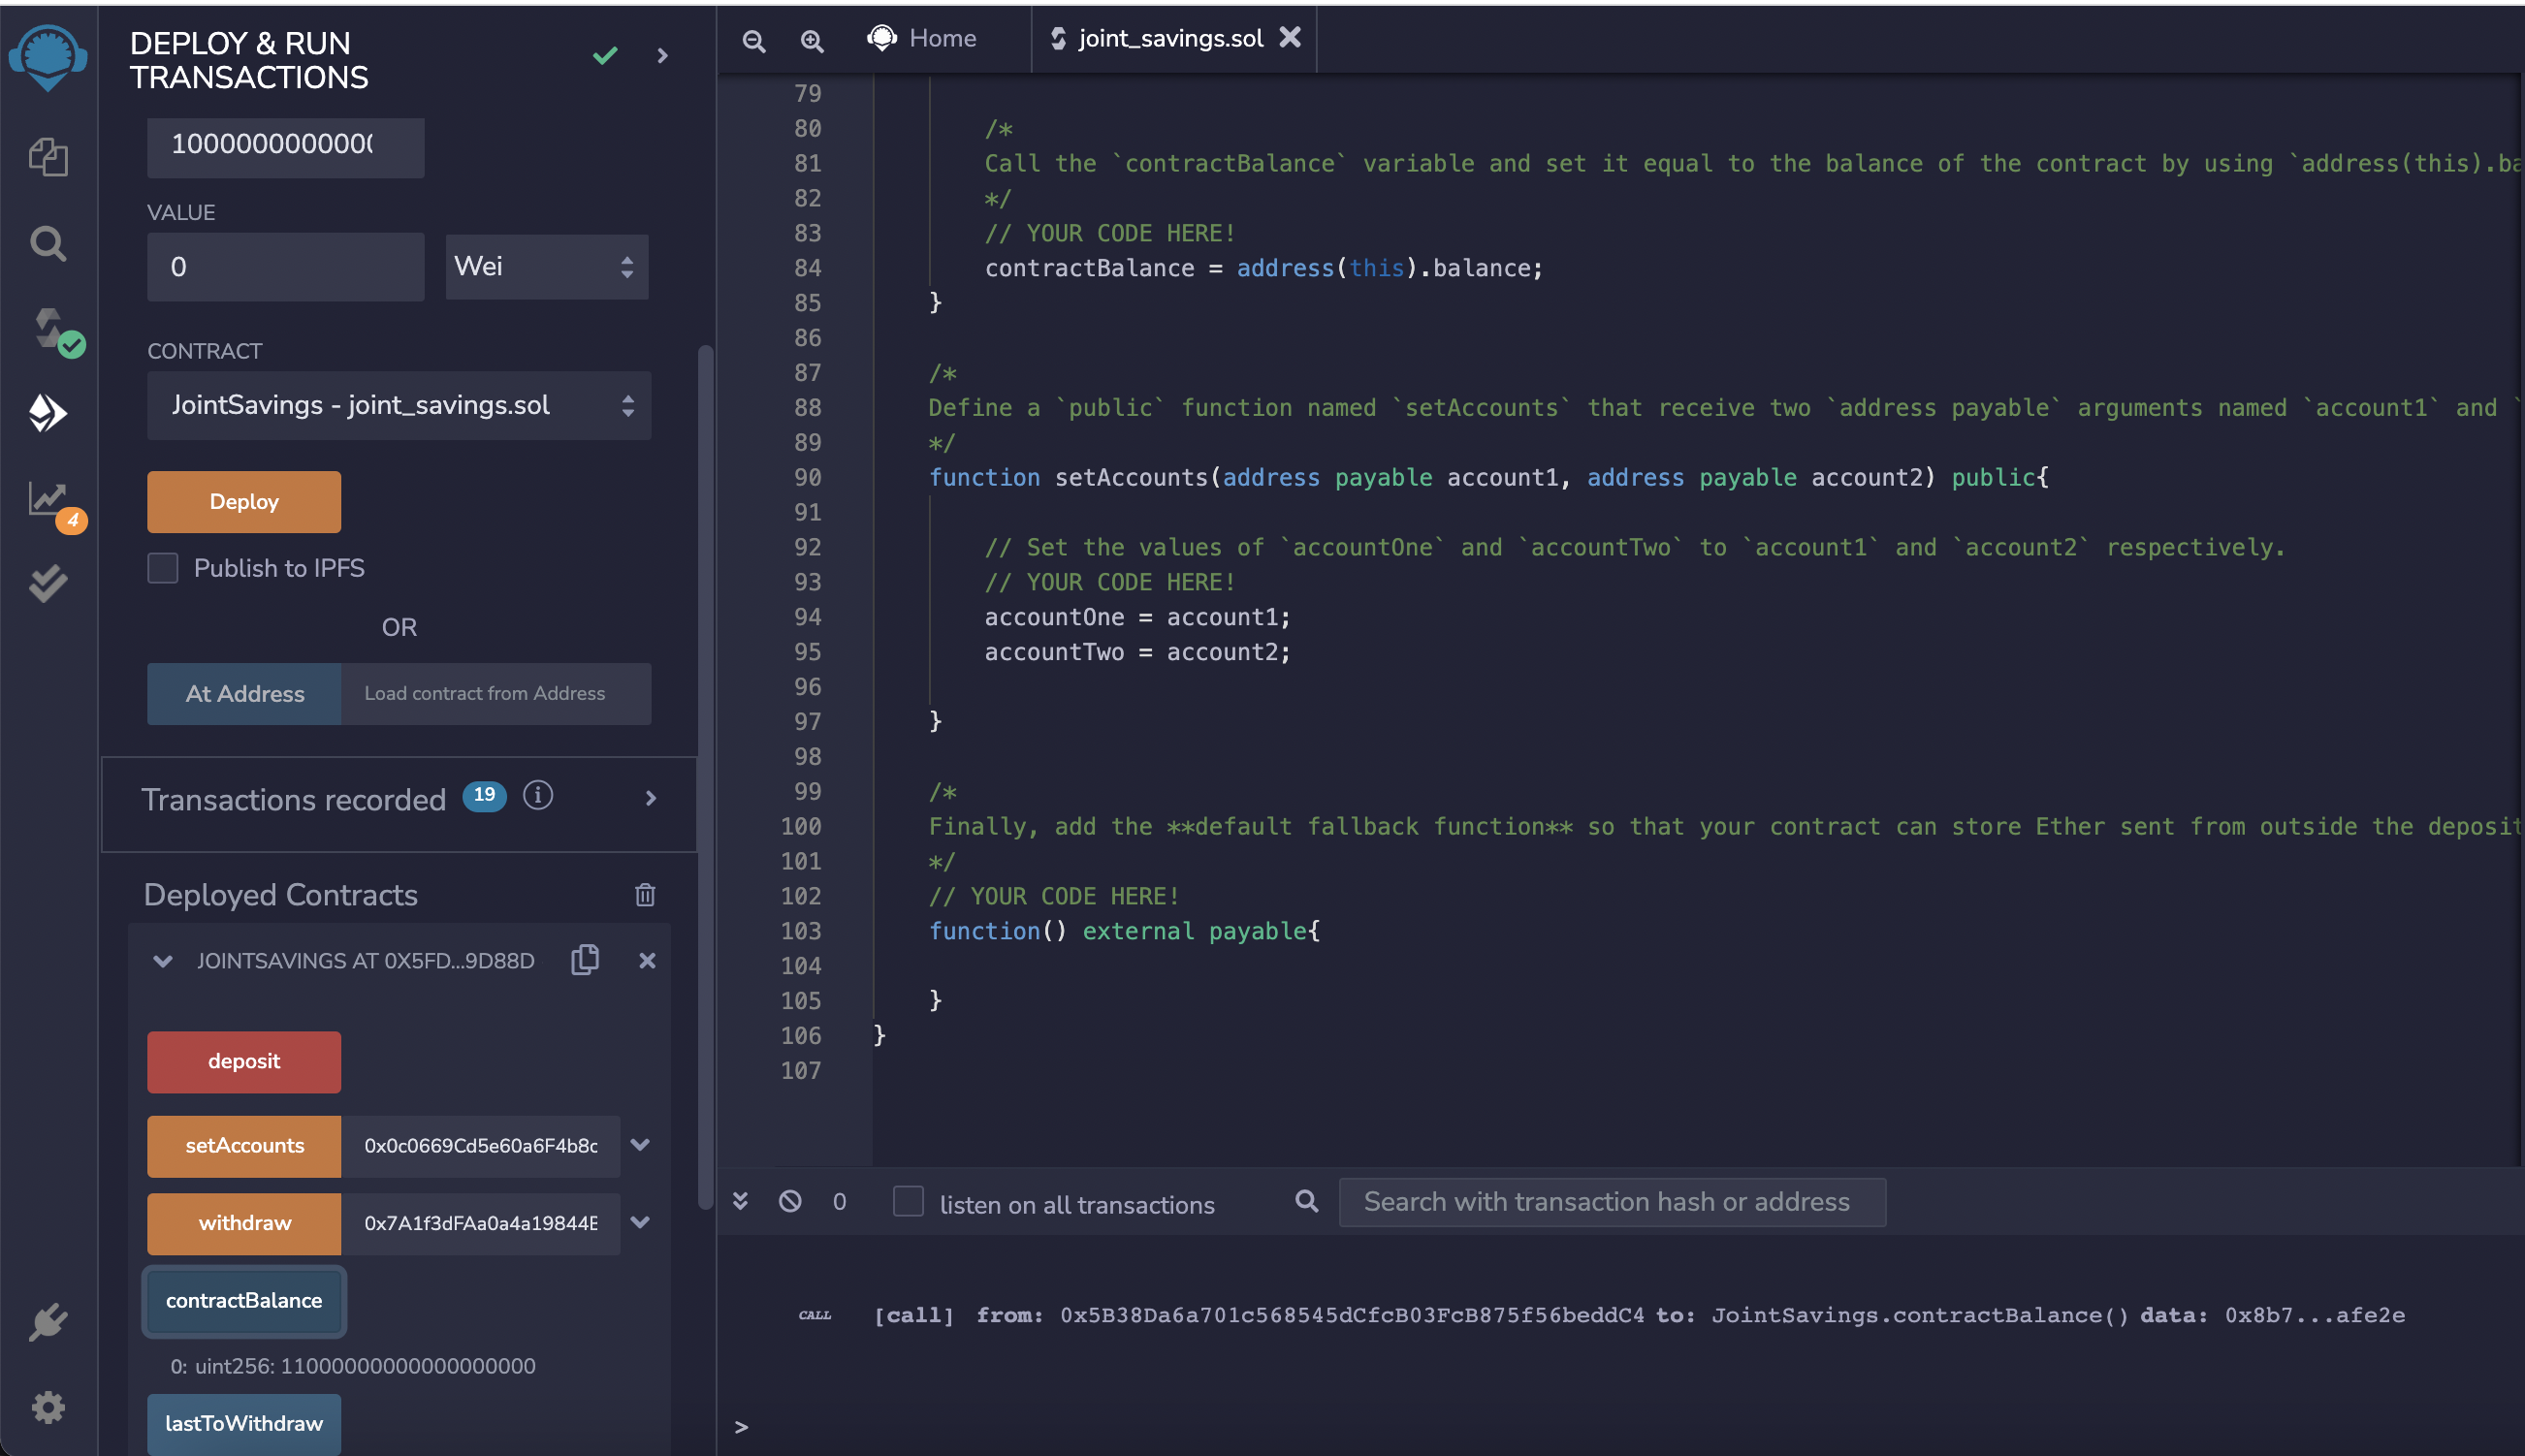 DEPLOY & RUN
TRANSACTIONS
1000000000000
VALUE
0
Wei
CONTRACT
JointSavings - joint_savings.sol
Deploy
Publish to IPFS
OR
At Address
Load contract from Address
Transactions recorded 19 i
Deployed Contracts
JOINTSAVINGS AT 0X5FD...9D88D
deposit
setAccounts 0x0c0669Cd5e60a6F4b8c
withdraw 0x7A1f3dFAa0a4a19844E
contractBalance
0: uint256: 11000000000000000000
lastToWithdraw
4
Home
joint_savings.sol
79
80 /*
81 Call the `contractBalance` variable and set it equal to the balance of the contract by using `address(this).ba
82 */
83 // YOUR CODE HERE!
84 contractBalance = address(this).balance;
85 }
86
87 /*
88 Define a `public` function named `setAccounts` that receive two `address payable` arguments named `account1` and `
89 */
90 function setAccounts(address payable account1, address payable account2) public{
91
92 // Set the values of `accountOne` and `accountTwo` to `account1` and `account2` respectively.
93 // YOUR CODE HERE!
94 accountOne = account1;
95 accountTwo = account2;
96
97 }
98
99 /*
100 Finally, add the **default fallback function** so that your contract can store Ether sent from outside the deposit
101 */
102 // YOUR CODE HERE!
103 function() external payable{
104
105 }
106 }
107
0
listen on all transactions
Search with transaction hash or address
CALL [call] from: 0x5B38Da6a701c568545dCfcB03FcB875f56beddC4 to: JointSavings.contractBalance() data: 0x8b7...afe2e
>